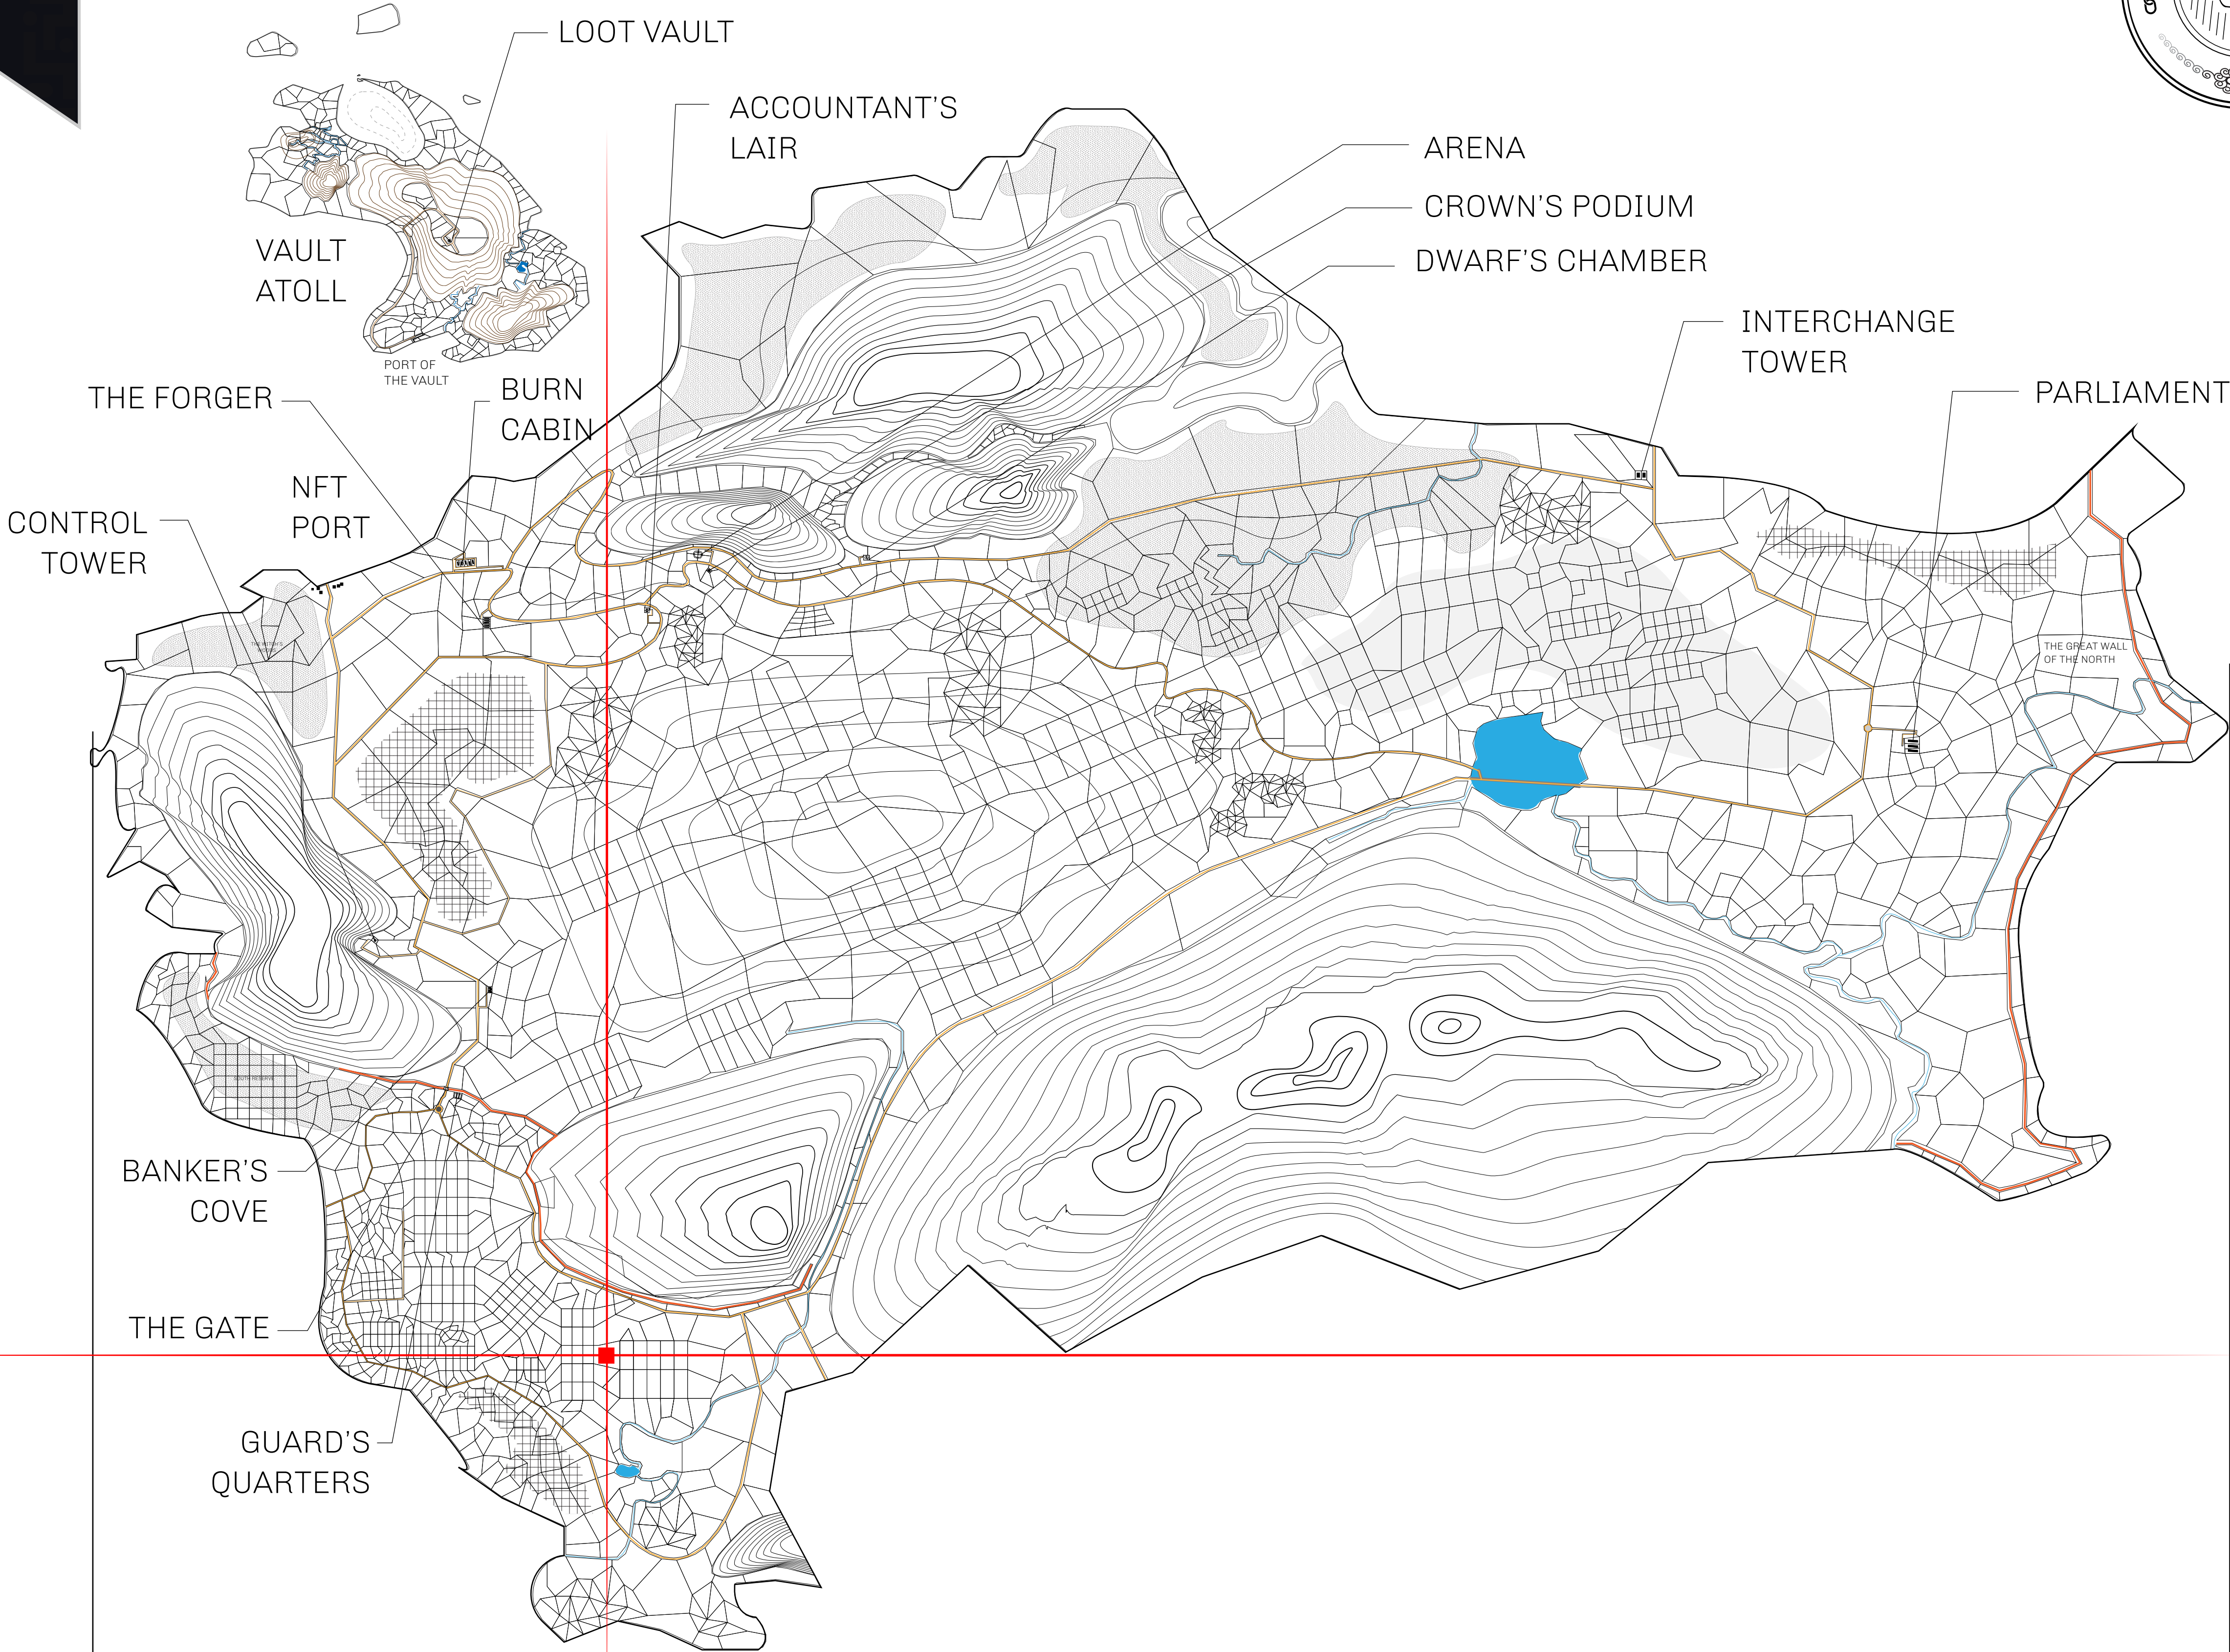 LOOT VAULT
ACCOUNTANT'S
LAIR
ARENA
CROWN'S PODIUM
DWARF'S CHAMBER
VAULT
ATOLL
INTERCHANGE
TOWER
PORT OF
THE VAULT
BURN
CABIN
THE FORGER
PARLIAMENT
NFT
PORT
CONTROL
TOWER
THE GREAT WALL
OF THE NORTH
SOUTH RESERVE
BANKER'S
COVE
THE GATE
GUARD'S
QUARTERS